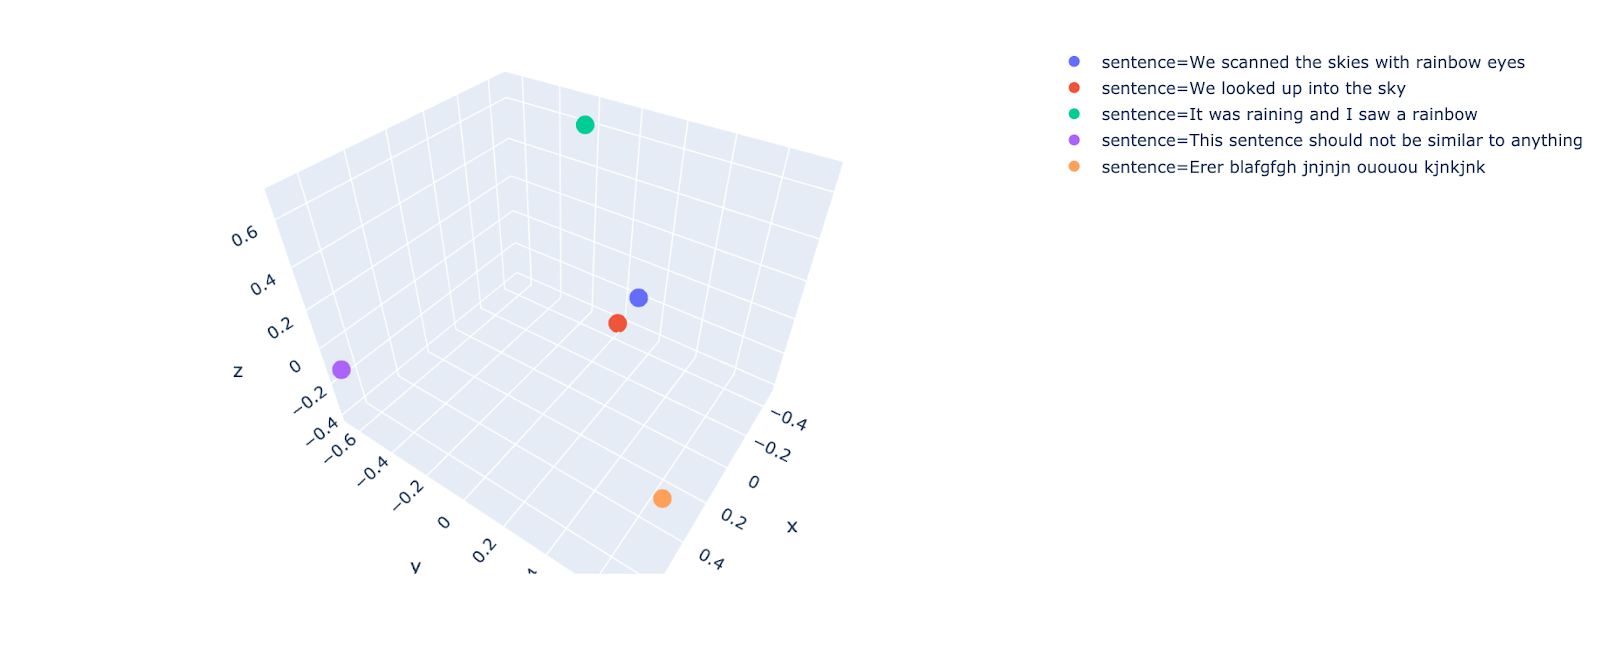 sentence=We scanned the skies with rainbow eyes
sentence=We looked up into the sky
sentence=It was raining and I saw a rainbow
sentence=This sentence should not be similar to anything
sentence=Erer blafgfgh jnjnjn ououou kjnkjnk
0.6
0.4
0.2
0
−0.2
−0.4
z
−0.6
−0.4
−0.2
0
0.2
y
−0.4
−0.2
0
0.2
0.4
x